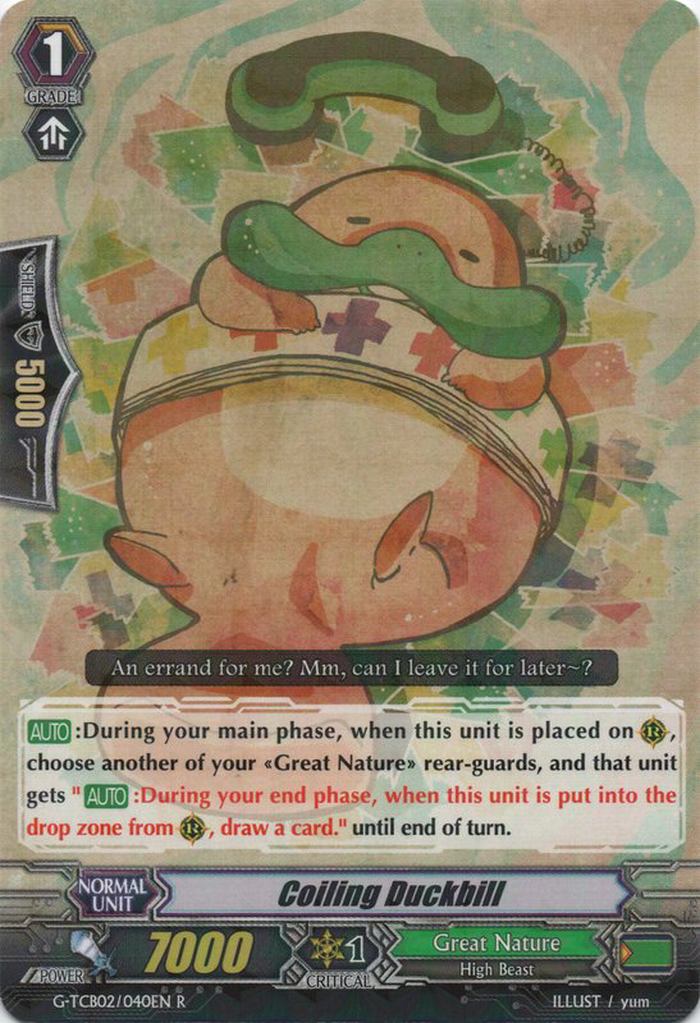 1
GRADE
SHIELD
5000
An errand for me? Mm, can I leave it for later~?
AUTO :During your main phase, when this unit is placed on R,
choose another of your «Great Nature» rear-guards, and that unit
gets " AUTO :During your end phase, when this unit is put into the
drop zone from R, draw a card." until end of turn.
NORMAL
UNIT
Coiling Duckbill
POWER
7000
1
CRITICAL
Great Nature
High Beast
G-TCB02/040EN R
ILLUST / yum